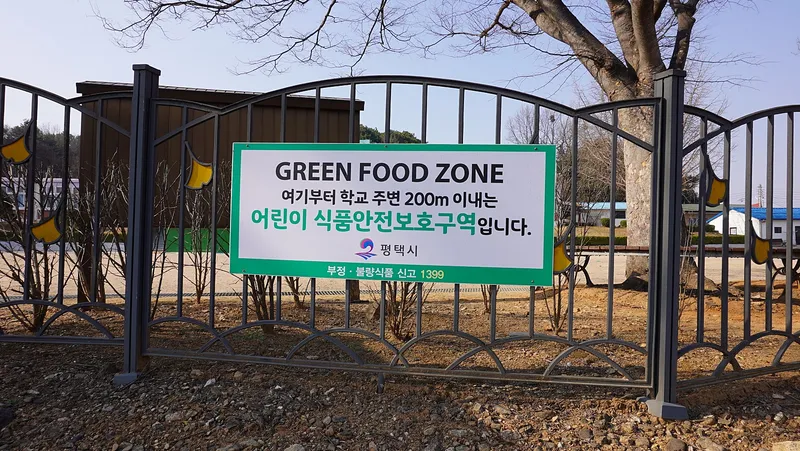 GREEN FOOD ZONE
여기부터 학교 주변 200m 이내는
어린이 식품안전보호구역입니다.
평택시
부정·불량식품 신고 1399